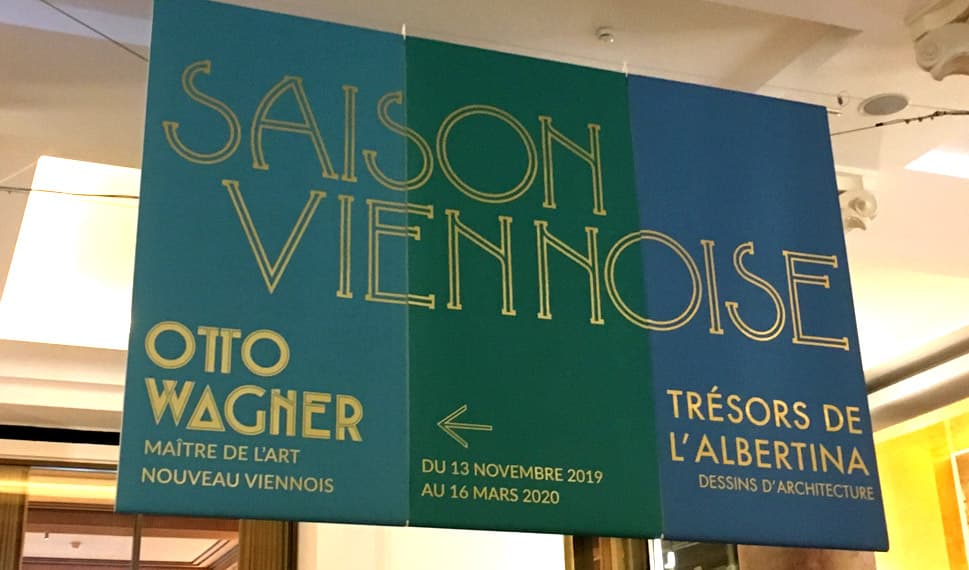 SAISON
VIENNOISE
OTTO
WAGNER
MAÎTRE DE L'ART
NOUVEAU VIENNOIS
DU 13 NOVEMBRE 2019
AU 16 MARS 2020
TRÉSORS DE
L'ALBERTINA
DESSINS D'ARCHITECTURE